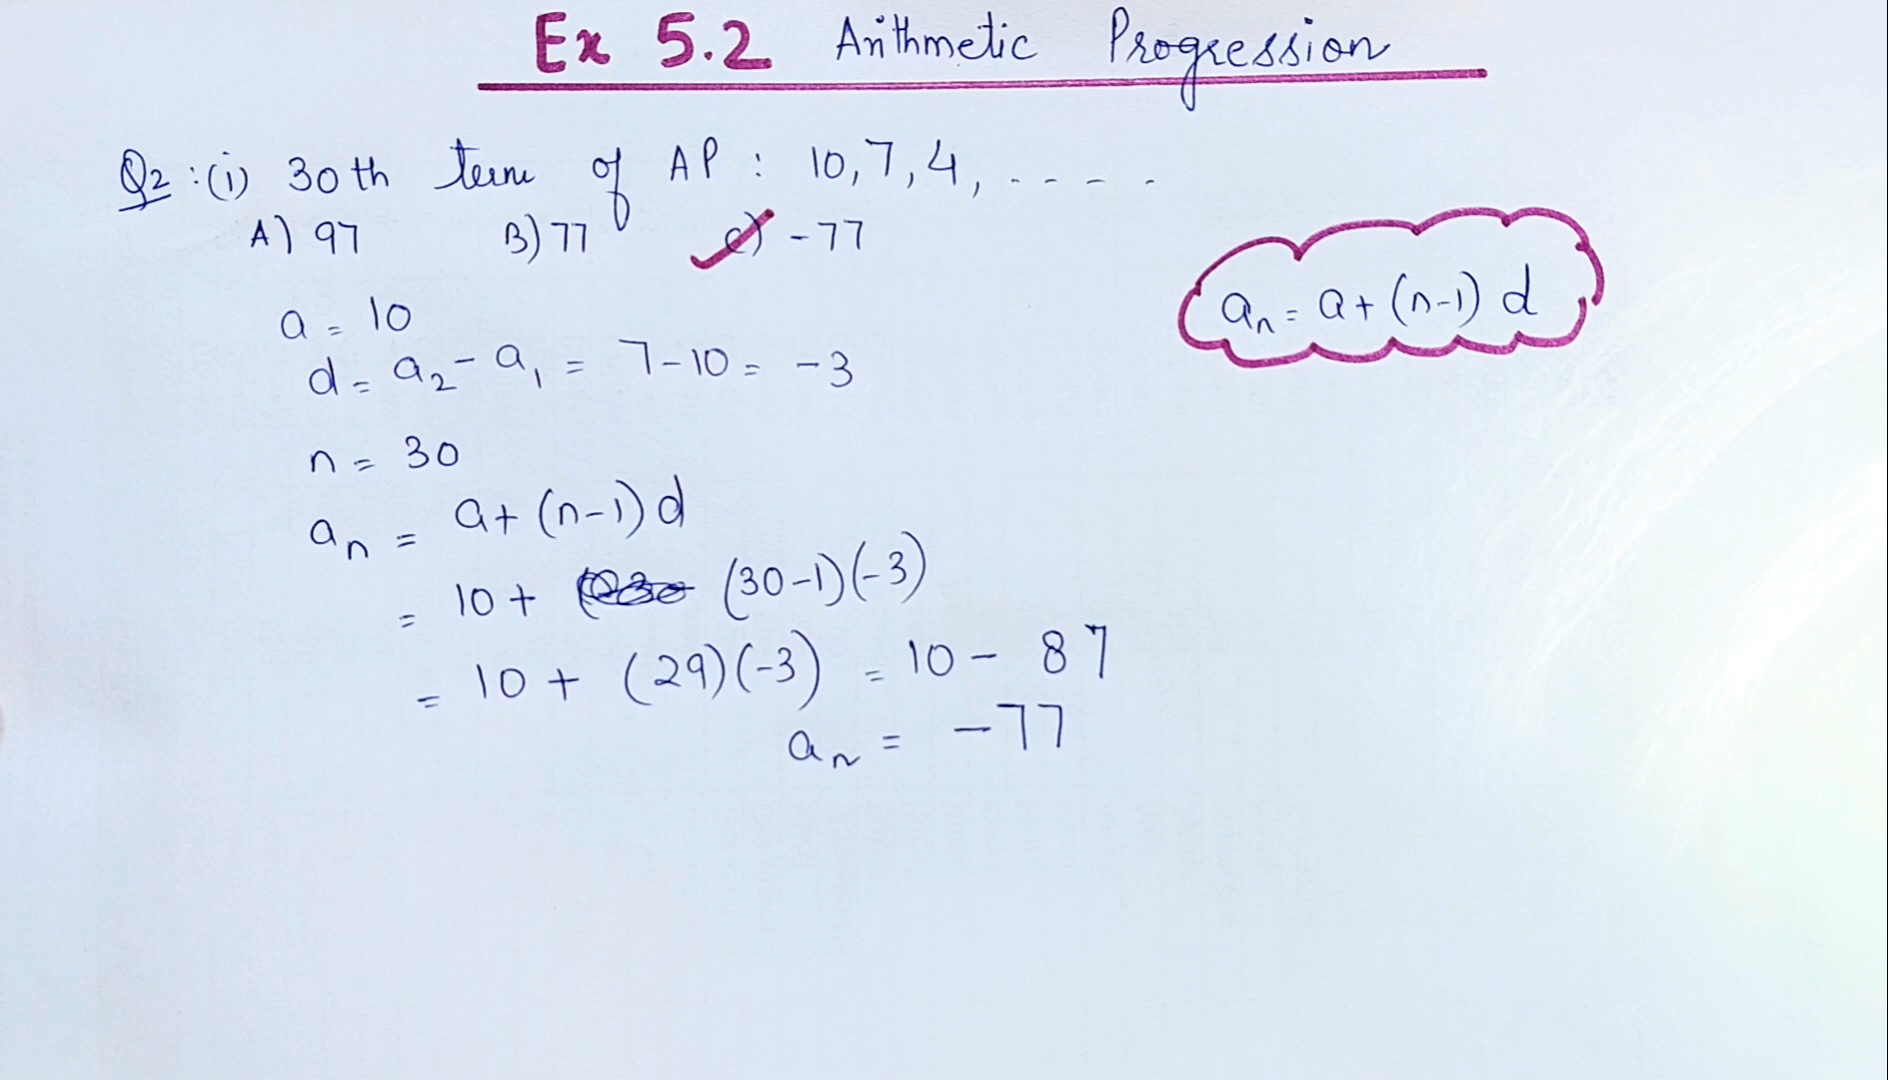 Ex 5.2 Arithmetic Progression
Q2 : (i) 30th term of AP : 10, 7, 4, - - - - -
A) 97 B) 77 c) - 77
aₙ = a + (n-1) d
a = 10
d = a₂ - a₁ = 7-10 = -3
n = 30
aₙ = a + (n-1) d
= 10 + (30-1)(-3)
= 10 + (29)(-3) = 10 - 87
aₙ = -77